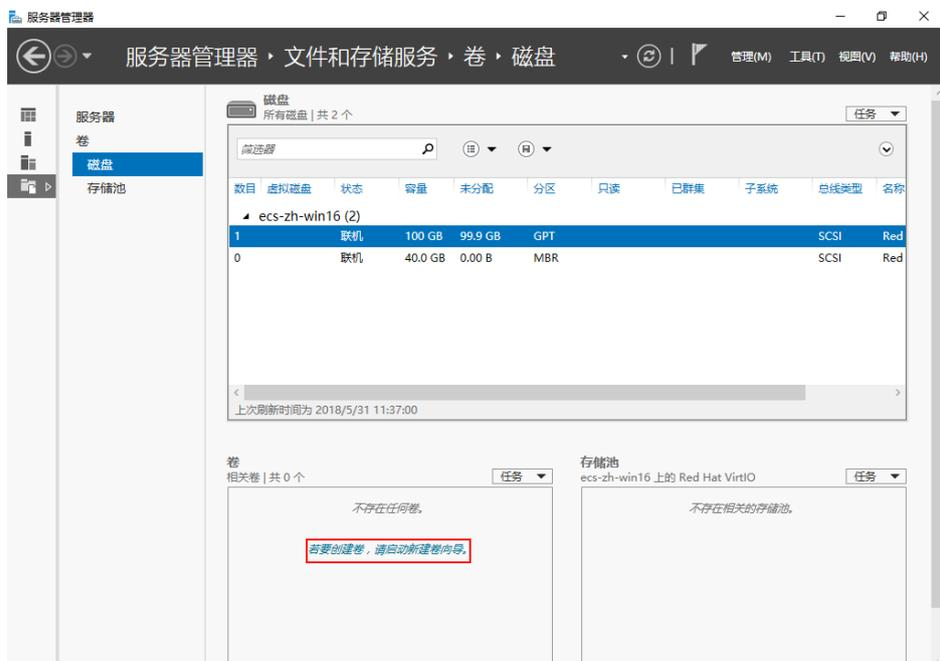 服务器管理器
服务器管理器 ‣ 文件和存储服务 ‣ 卷 ‣ 磁盘
管理(M) 工具(T) 视图(V) 帮助(H)
服务器
卷
磁盘
存储池
磁盘
所有磁盘 | 共 2 个
任务
筛选器
数目 虚拟磁盘 状态 容量 未分配 分区 只读 已群集 子系统 总线类型 名称
ecs-zh-win16 (2)
1 联机 100 GB 99.9 GB GPT SCSI Red
0 联机 40.0 GB 0.00 B MBR SCSI Red
上次刷新时间为 2018/5/31 11:37:00
卷
相关卷 | 共 0 个
任务
不存在任何卷。
若要创建卷，请启动新建卷向导。
存储池
ecs-zh-win16 上的 Red Hat VirtIO
任务
不存在相关的存储池。